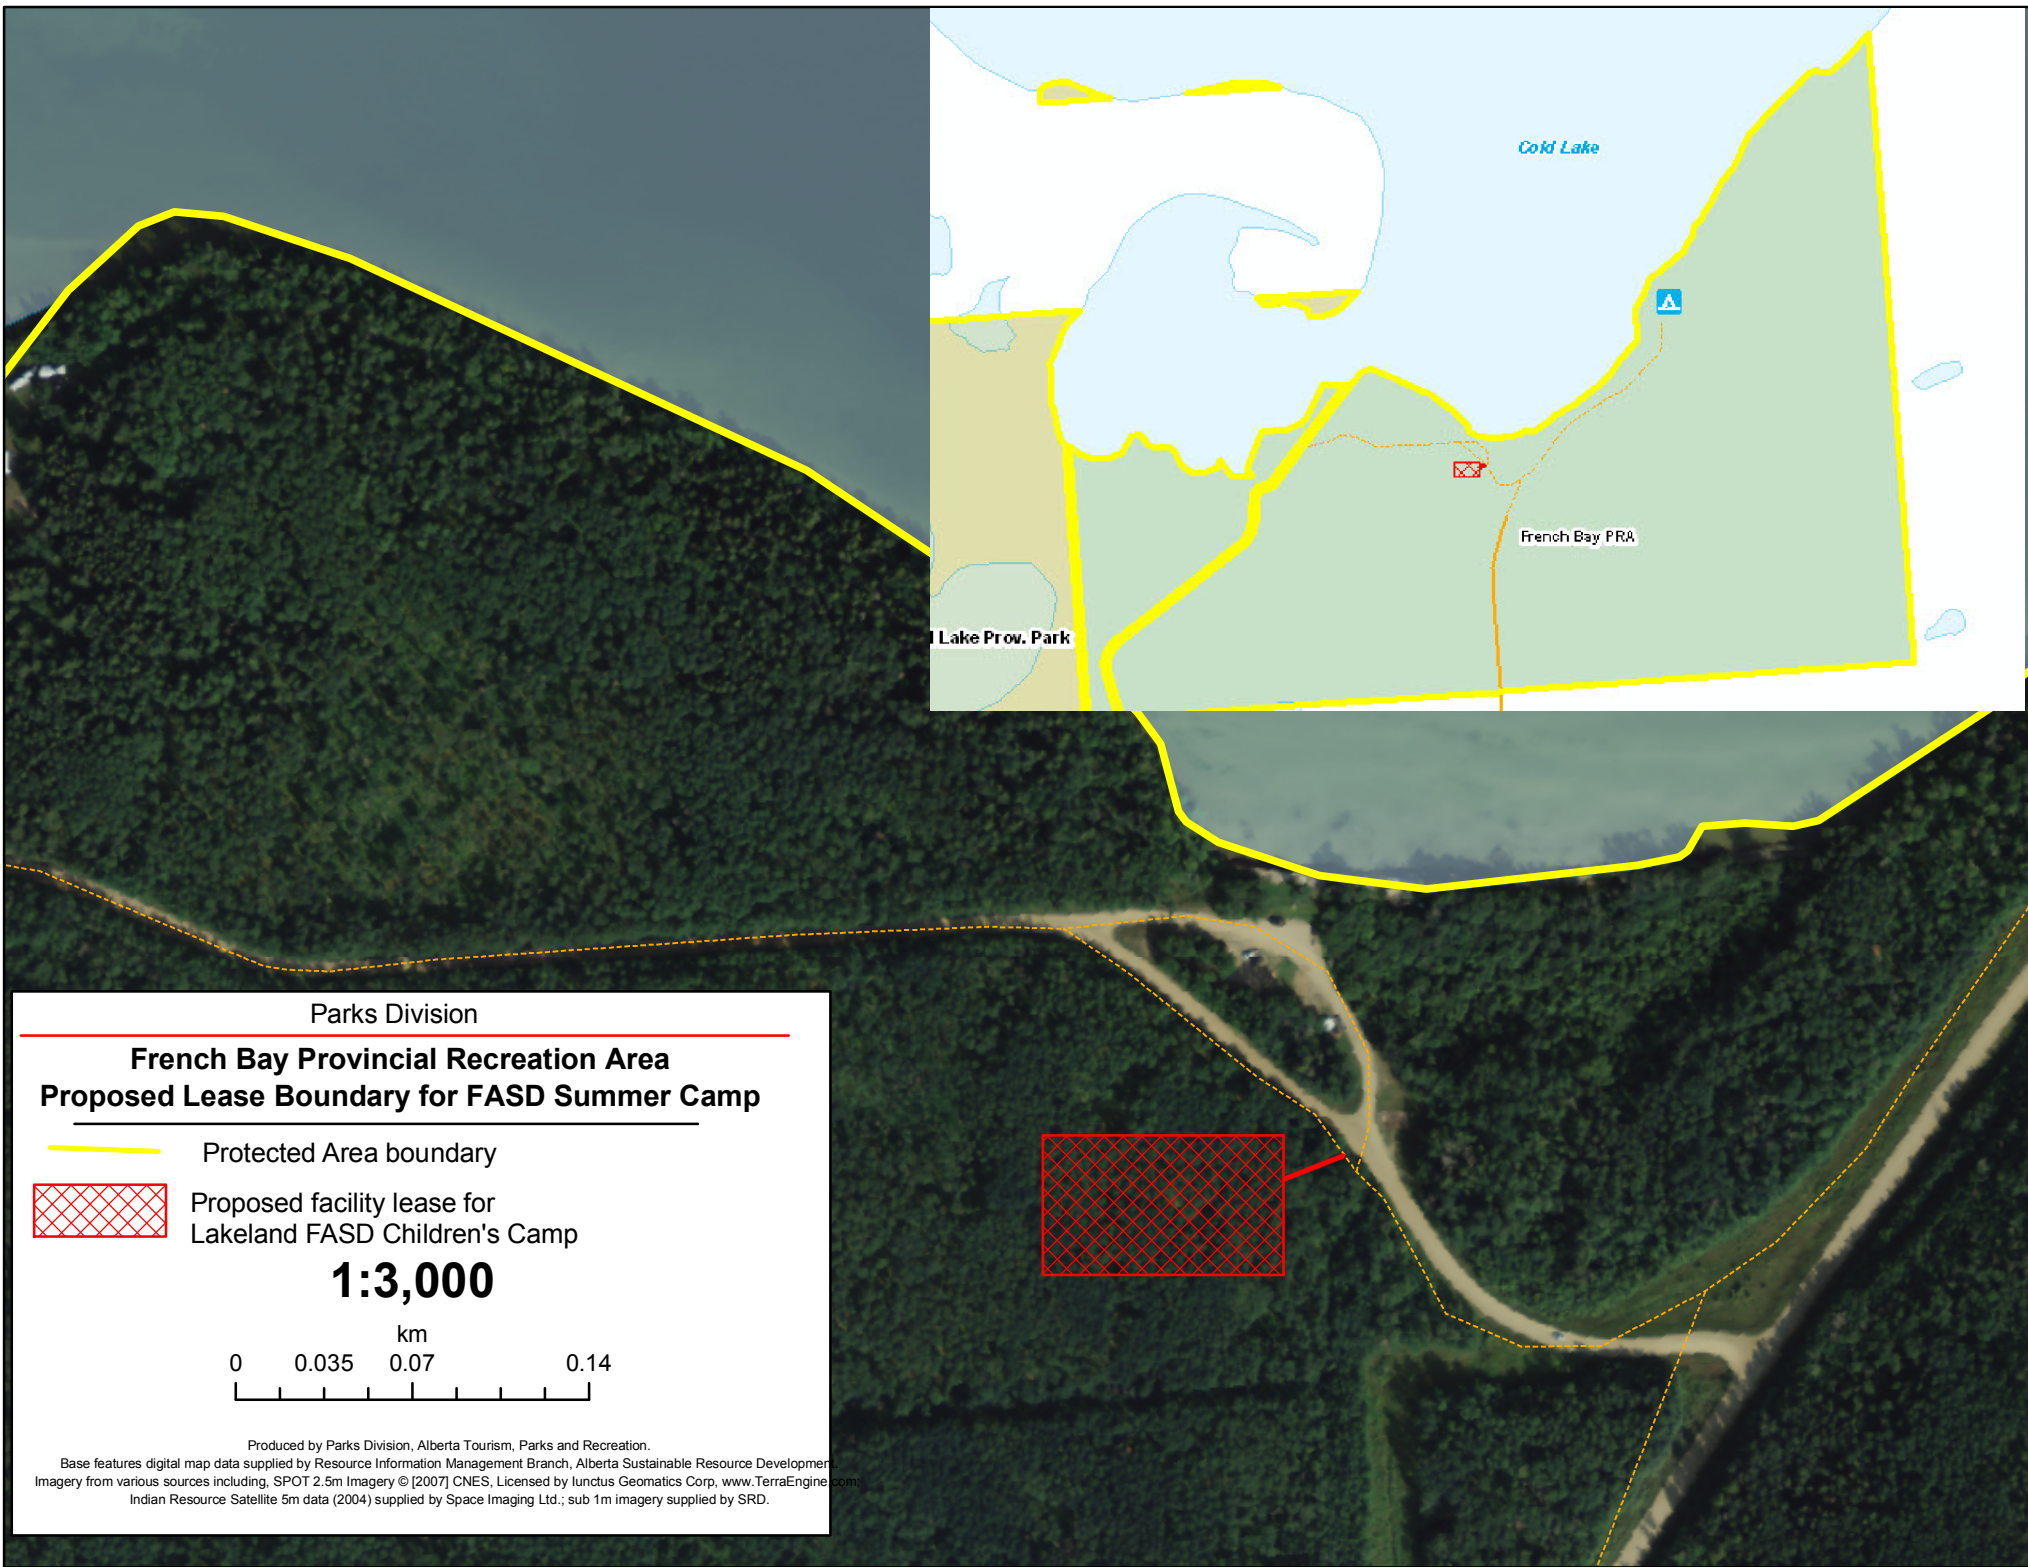 Cold Lake
French Bay PRA
Lake Prov. Park
Parks Division
French Bay Provincial Recreation Area
Proposed Lease Boundary for FASD Summer Camp
Protected Area boundary
Proposed facility lease for
Lakeland FASD Children's Camp
1:3,000
km
0 0.035 0.07 0.14
Produced by Parks Division, Alberta Tourism, Parks and Recreation.
Base features digital map data supplied by Resource Information Management Branch, Alberta Sustainable Resource Development.
Imagery from various sources including, SPOT 2.5m Imagery © [2007] CNES, Licensed by Iunctus Geomatics Corp, www.TerraEngine.com;
Indian Resource Satellite 5m data (2004) supplied by Space Imaging Ltd.; sub 1m imagery supplied by SRD.